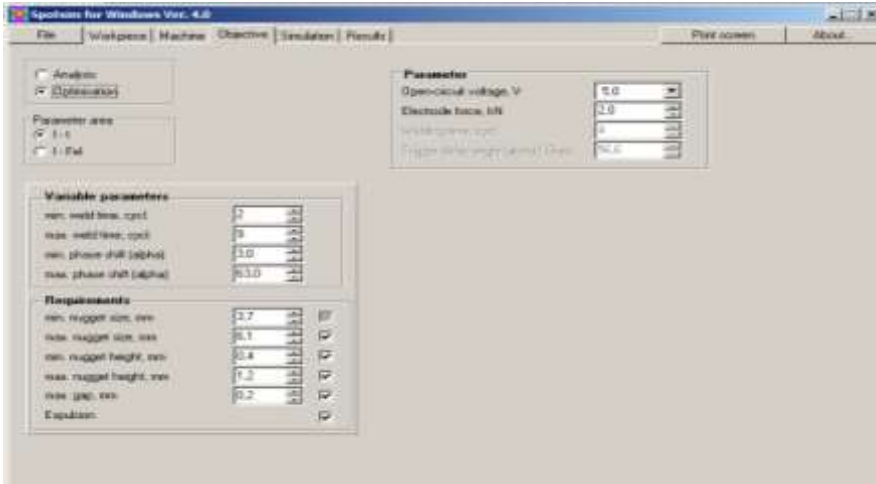 Spotsim for Windows Ver. 4.0
File Workpiece Machine Objective Simulation Results Print screen About...
Analysis
Optimisation
Parameter area
I - t
I - Fel
Parameter
Open-circuit voltage, V
Electrode force, kN 2.0
Welding time, cycl.
Variable parameters
min. weld time, cycl. 2
max. weld time, cycl. 9
min. phase shift (alpha) 3.0
max. phase shift (alpha) 63.0
Requirements
min. nugget size, mm 3.7
max. nugget size, mm 6.1
min. nugget height, mm 0.4
max. nugget height, mm 1.2
max. gap, mm 0.2
Expulsion